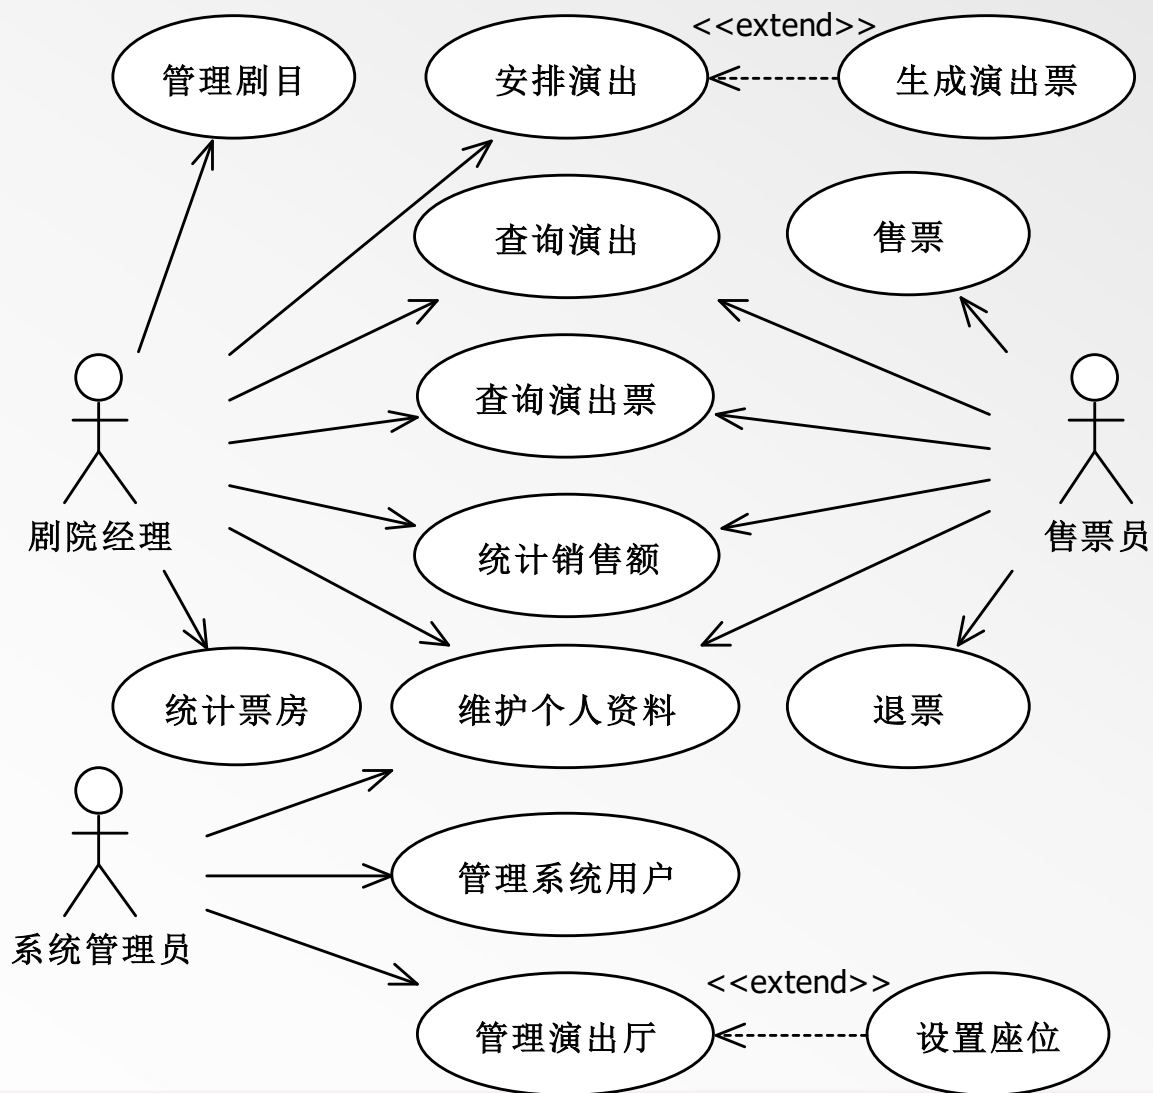 <<extend>>
管理剧目
安排演出
生成演出票
查询演出
售票
查询演出票
剧院经理
售票员
统计销售额
统计票房
维护个人资料
退票
管理系统用户
系统管理员
<<extend>>
管理演出厅
设置座位